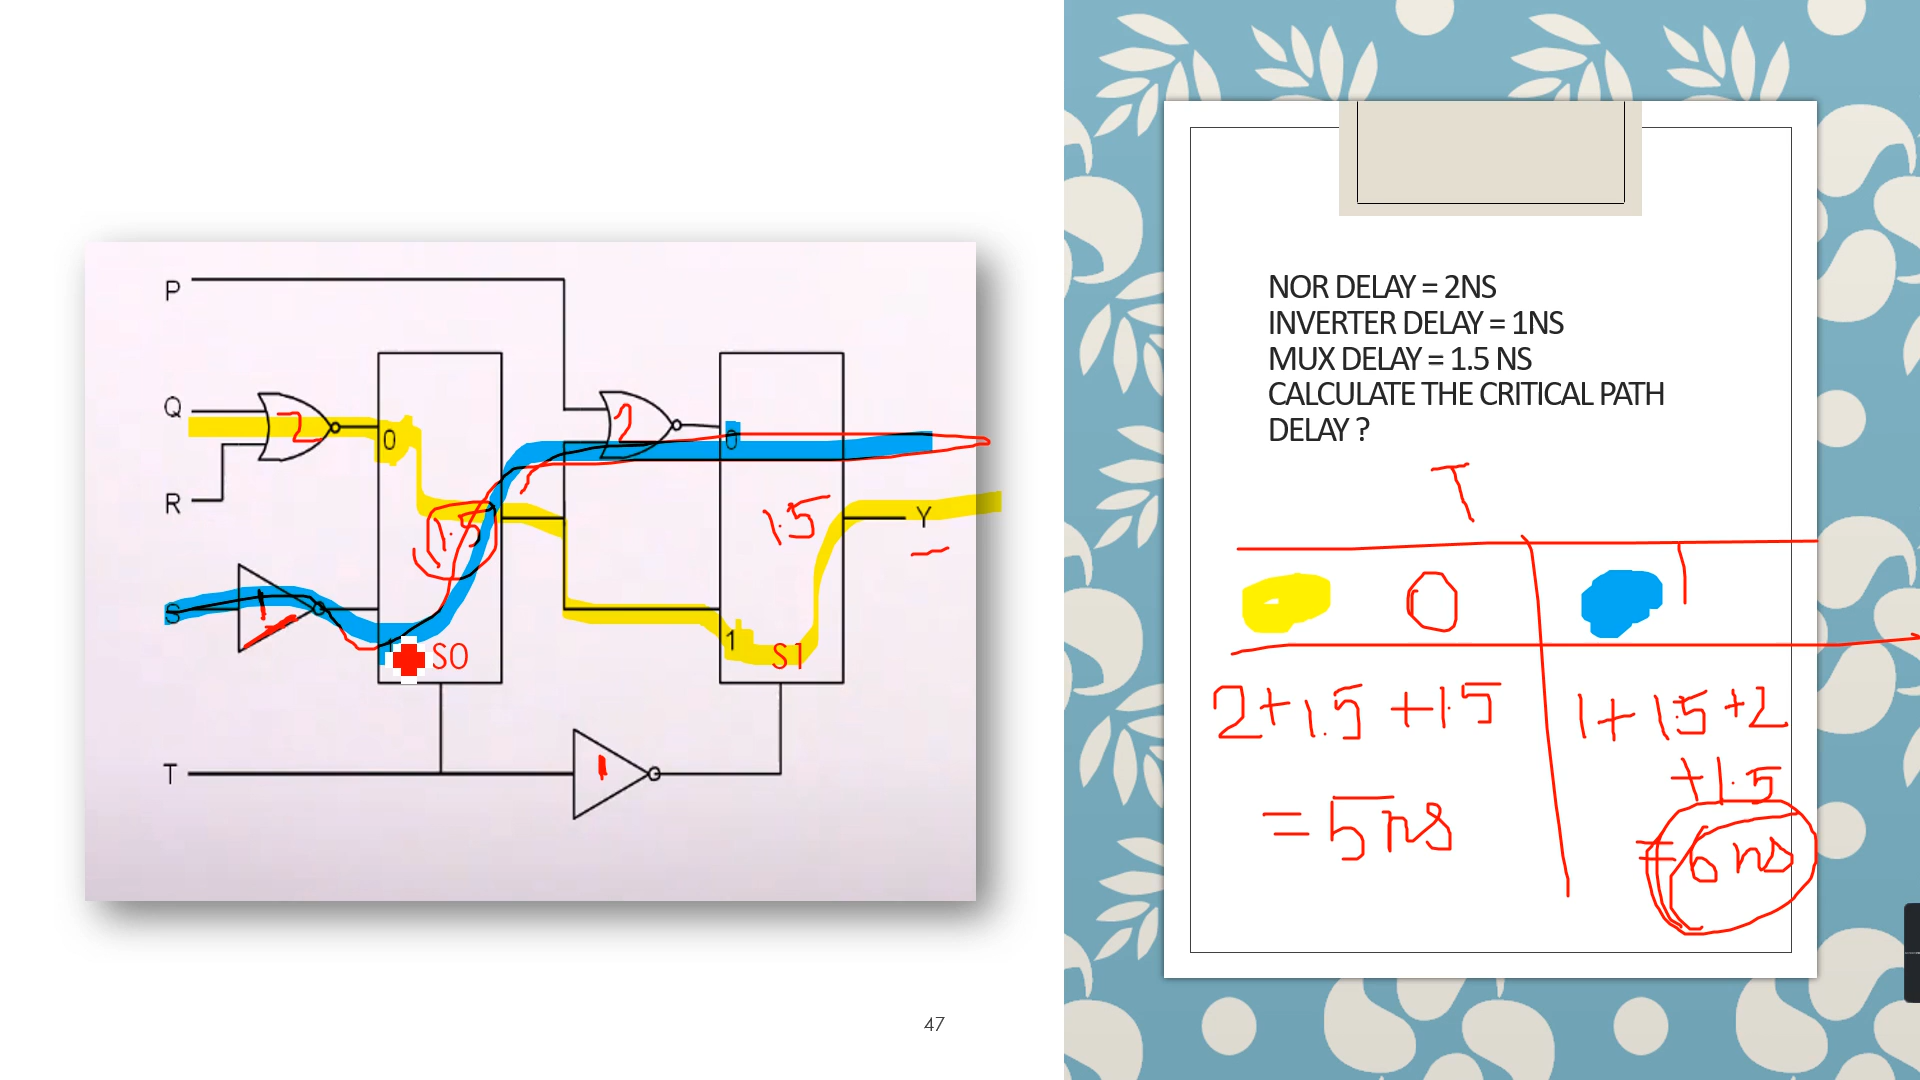 P
Q
R
S
T
2
0
1
1
S0
1.5
2
0
1.5
1
S1
Y
1
47
NOR DELAY = 2NS
INVERTER DELAY = 1NS
MUX DELAY = 1.5 NS
CALCULATE THE CRITICAL PATH
DELAY ?
T
0
1
2+1.5+1.5
= 5ns
1+1.5+2
+1.5
= 6ns